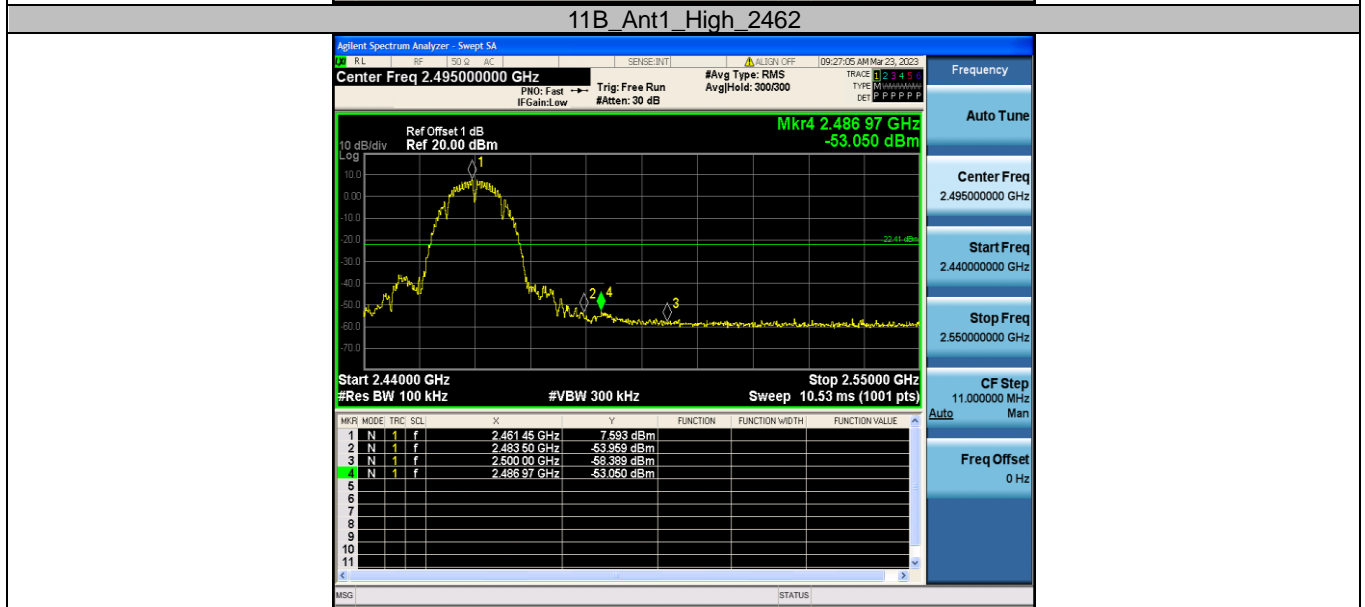 11B_Ant1_High_2462
Agilent Spectrum Analyzer - Swept SA
RL RF 50 Ω AC SENSE:INT ALIGN OFF 09:27:05 AM Mar 23, 2023
Center Freq 2.495000000 GHz
PNO: Fast
IFGain:Low
Trig: Free Run
#Atten: 30 dB
#Avg Type: RMS
Avg|Hold: 300/300
TRACE 1 2 3 4 5 6
TYPE M
DET P P P P P P
Ref Offset 1 dB
10 dB/div Ref 20.00 dBm
Log
Mkr4 2.486 97 GHz
-53.050 dBm
10.0
0.00
-10.0
-20.0
-30.0
-40.0
-50.0
-60.0
-70.0
1
2
4
3
-22.41 dBm
Start 2.44000 GHz Stop 2.55000 GHz
#Res BW 100 kHz #VBW 300 kHz Sweep 10.53 ms (1001 pts)
MKR MODE TRC SCL X Y FUNCTION FUNCTION WIDTH FUNCTION VALUE
1 N 1 f 2.461 45 GHz 7.593 dBm
2 N 1 f 2.483 50 GHz -53.959 dBm
3 N 1 f 2.500 00 GHz -58.389 dBm
4 N 1 f 2.486 97 GHz -53.050 dBm
5
6
7
8
9
10
11
MSG STATUS
Frequency
Auto Tune
Center Freq
2.495000000 GHz
Start Freq
2.440000000 GHz
Stop Freq
2.550000000 GHz
CF Step
11.000000 MHz
Auto Man
Freq Offset
0 Hz